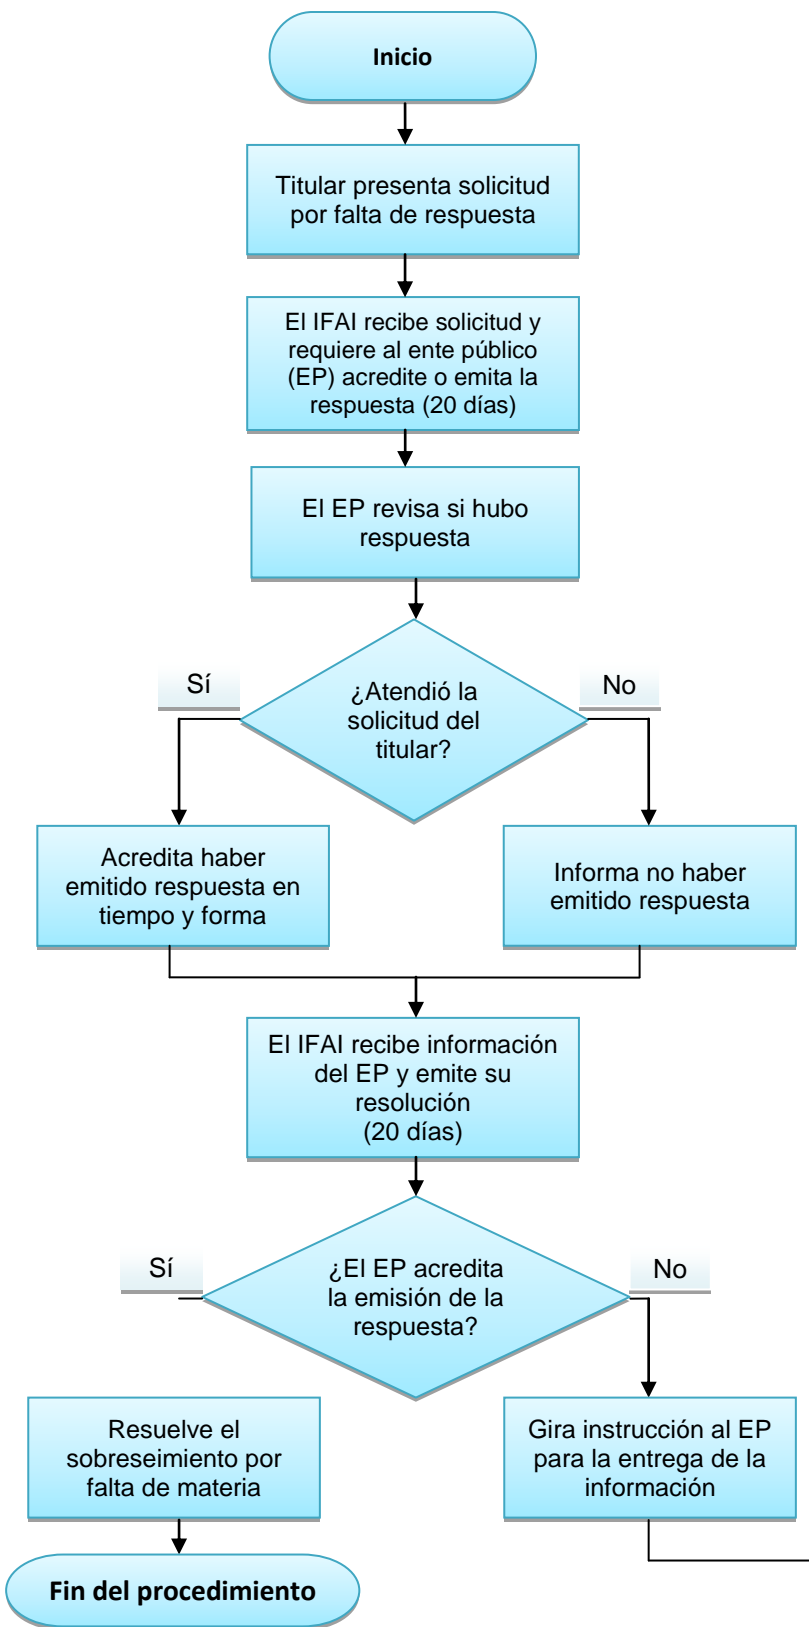 Inicio
Titular presenta solicitud
por falta de respuesta
El IFAI recibe solicitud y
requiere al ente público
(EP) acredite o emita la
respuesta (20 días)
El EP revisa si hubo
respuesta
¿Atendió la
solicitud del
titular?
Sí
No
Acredita haber
emitido respuesta en
tiempo y forma
Informa no haber
emitido respuesta
El IFAI recibe información
del EP y emite su
resolución
(20 días)
¿El EP acredita
la emisión de la
respuesta?
Sí
No
Resuelve el
sobreseimiento por
falta de materia
Gira instrucción al EP
para la entrega de la
información
Fin del procedimiento